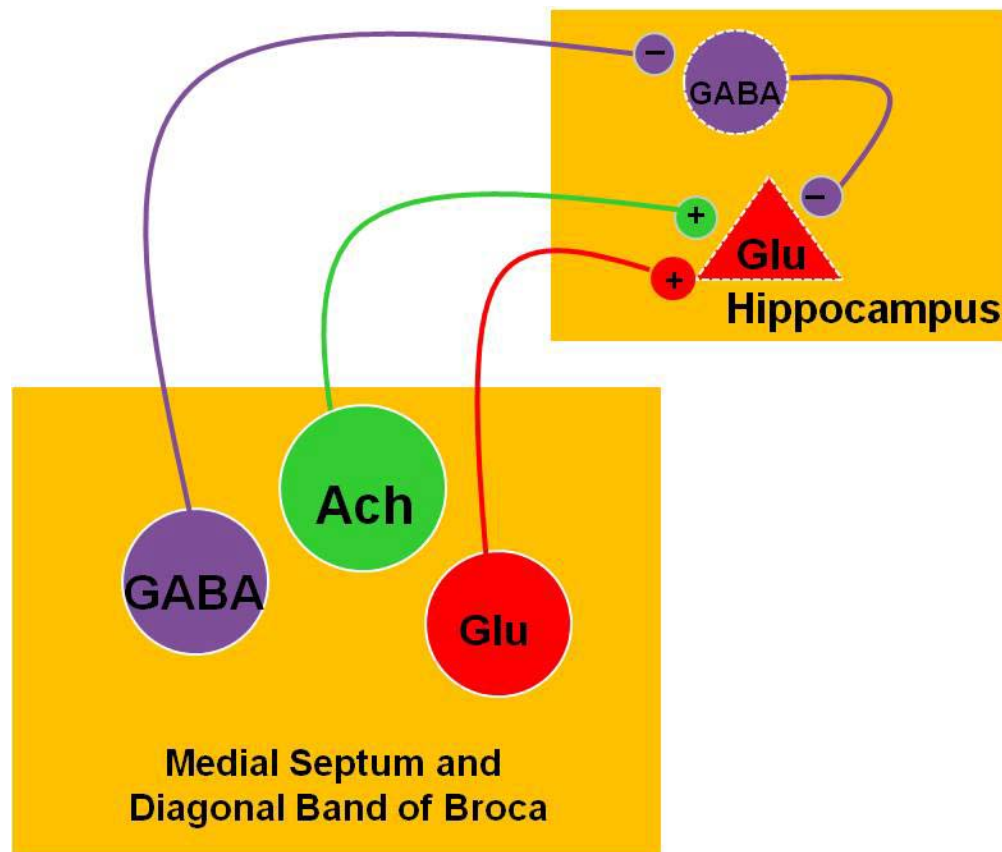 −
GABA
−
+
Glu
+
Hippocampus
Ach
GABA
Glu
Medial Septum and
Diagonal Band of Broca